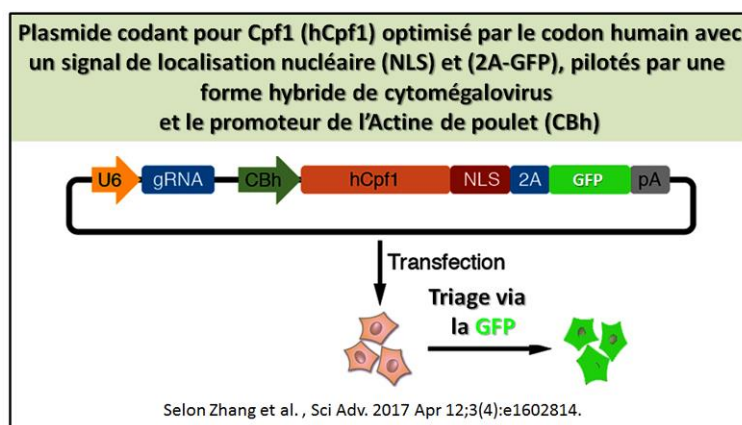 Plasmide codant pour Cpf1 (hCpf1) optimisé par le codon humain avec
un signal de localisation nucléaire (NLS) et (2A-GFP), pilotés par une
forme hybride de cytomégalovirus
et le promoteur de l’Actine de poulet (CBh)
U6 gRNA CBh hCpf1 NLS 2A GFP pA
Transfection
Triage via
la GFP
Selon Zhang et al. , Sci Adv. 2017 Apr 12;3(4):e1602814.